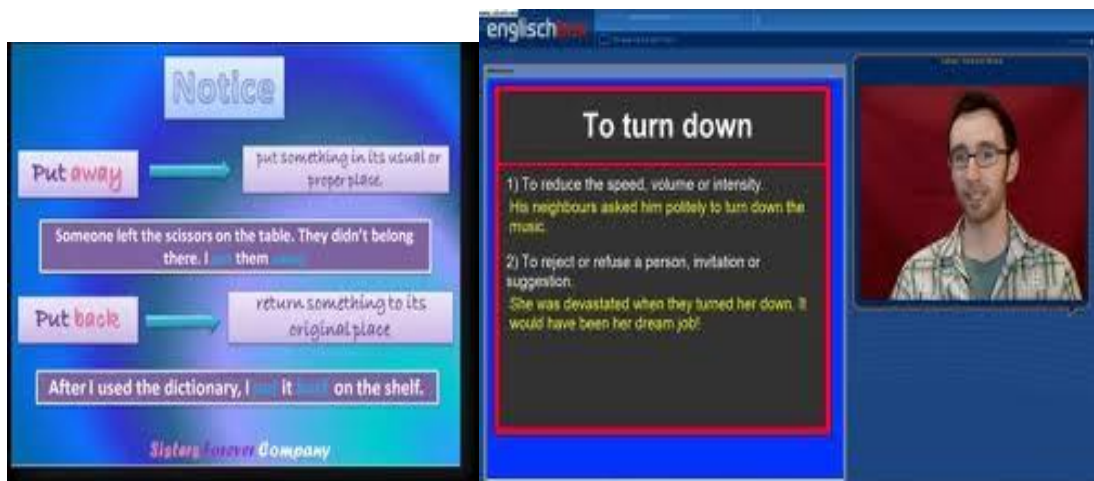 Notice
Put away
put something in its usual or
proper place.
Someone left the scissors on the table. They didn't belong
there. I put them away
Put back
return something to its
original place
After I used the dictionary, I put it back on the shelf.
Sisters Forever Company
englisch
To turn down
1) To reduce the speed, volume or intensity.
His neighbours asked him politely to turn down the
music.
2) To reject or refuse a person, invitation or
suggestion.
She was devastated when they turned her down. It
would have been her dream job!